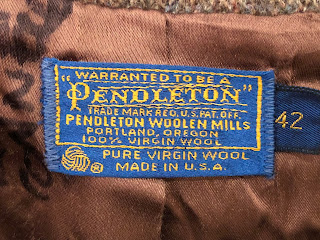 "WARRANTED TO BE A
PENDLETON"
TRADE MARK REG. U.S. PAT. OFF.
PENDLETON WOOLEN MILLS
PORTLAND, OREGON
100% VIRGIN WOOL
PURE VIRGIN WOOL
® MADE IN U.S.A.
42